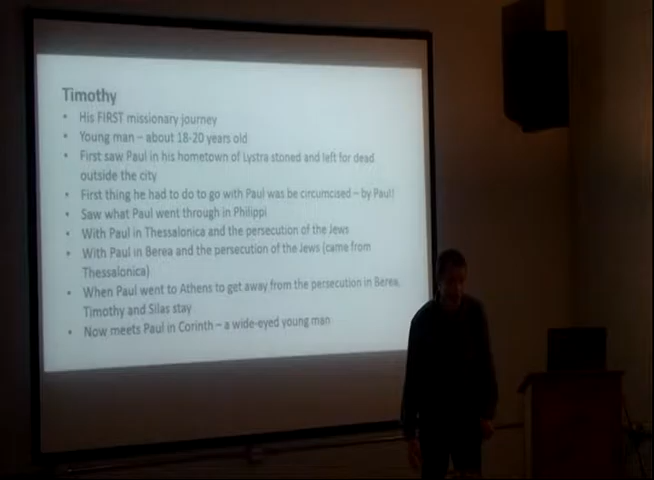 Timothy
• His FIRST missionary journey
• Young man – about 18-20 years old
• First saw Paul in his hometown of Lystra stoned and left for dead
outside the city
• First thing he had to do to go with Paul was be circumcised – by Paul!
• Saw what Paul went through in Philippi
• With Paul in Thessalonica and the persecution of the Jews
• With Paul in Berea and the persecution of the Jews (came from
Thessalonica)
• When Paul went to Athens to get away from the persecution in Berea,
Timothy and Silas stay
• Now meets Paul in Corinth – a wide-eyed young man